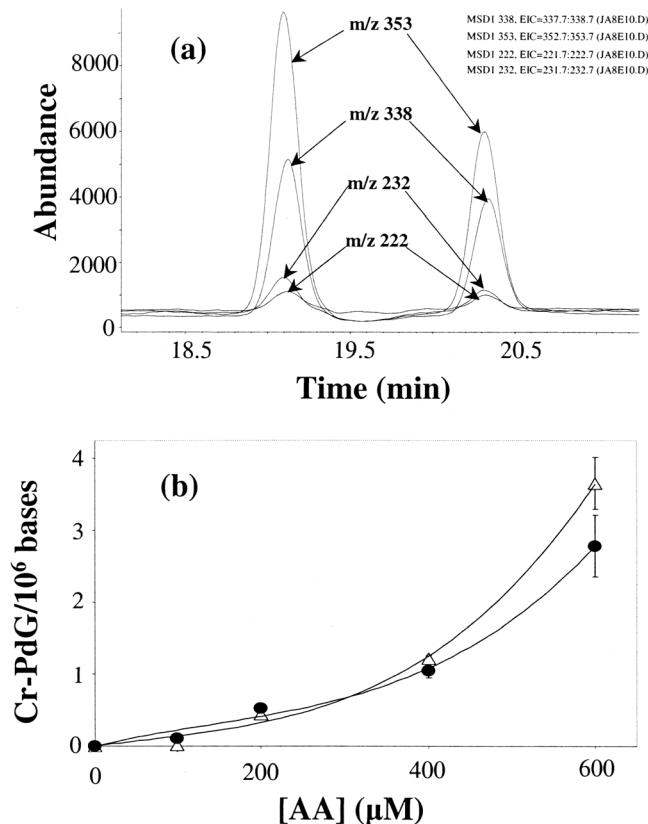 (a)
m/z 353
m/z 338
m/z 232
m/z 222
MSD1 338, EIC=337.7:338.7 (JA8E10.D)
MSD1 353, EIC=352.7:353.7 (JA8E10.D)
MSD1 222, EIC=221.7:222.7 (JA8E10.D)
MSD1 232, EIC=231.7:232.7 (JA8E10.D)
Abundance
8000
6000
4000
2000
0
18.5 19.5 20.5
Time (min)
(b)
Cr-PdG/10⁶ bases
4
3
2
1
0
0 200 400 600
[AA] (μM)